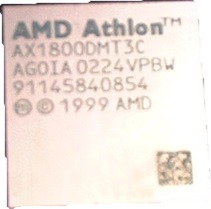 AMD Athlon™
AX1800DMT3C
AGOIA 0224VPBW
91145840854
Ⓜ © 1999 AMD